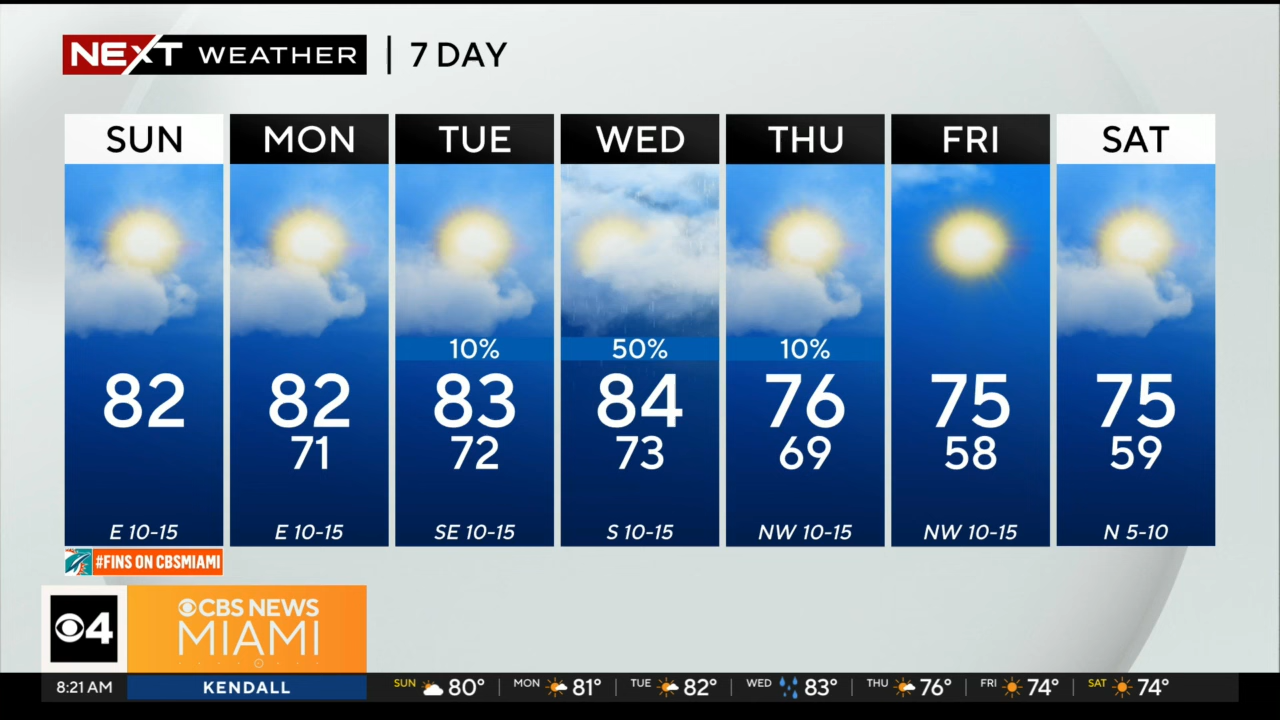 NEXT WEATHER | 7 DAY
SUN MON TUE WED THU FRI SAT
10% 50% 10%
82 82 83 84 76 75 75
71 72 73 69 58 59
E 10-15 E 10-15 SE 10-15 S 10-15 NW 10-15 NW 10-15 N 5-10
#FINS ON CBSMIAMI
4 CBS NEWS
MIAMI
8:21 AM KENDALL SUN 80° | MON 81° | TUE 82° | WED 83° | THU 76° | FRI 74° | SAT 74°